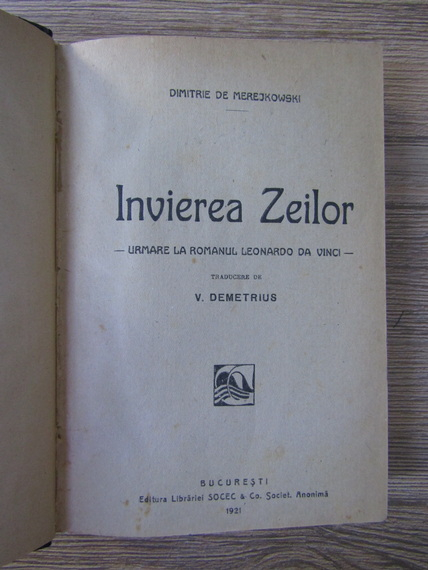 DIMITRIE DE MEREJKOWSKI
Invierea Zeilor
— URMARE LA ROMANUL LEONARDO DA VINCI —
TRADUCERE DE
V. DEMETRIUS
BUCUREȘTI
Editura Librăriei SOCEC & Co. Societ. Anonimă
1921